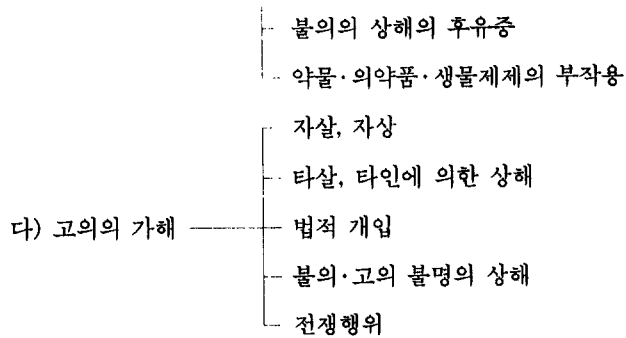 불의의 상해의 후유증
약물·의약품·생물제제의 부작용
자살, 자상
타살, 타인에 의한 상해
다) 고의의 가해 법적 개입
불의·고의 불명의 상해
전쟁행위